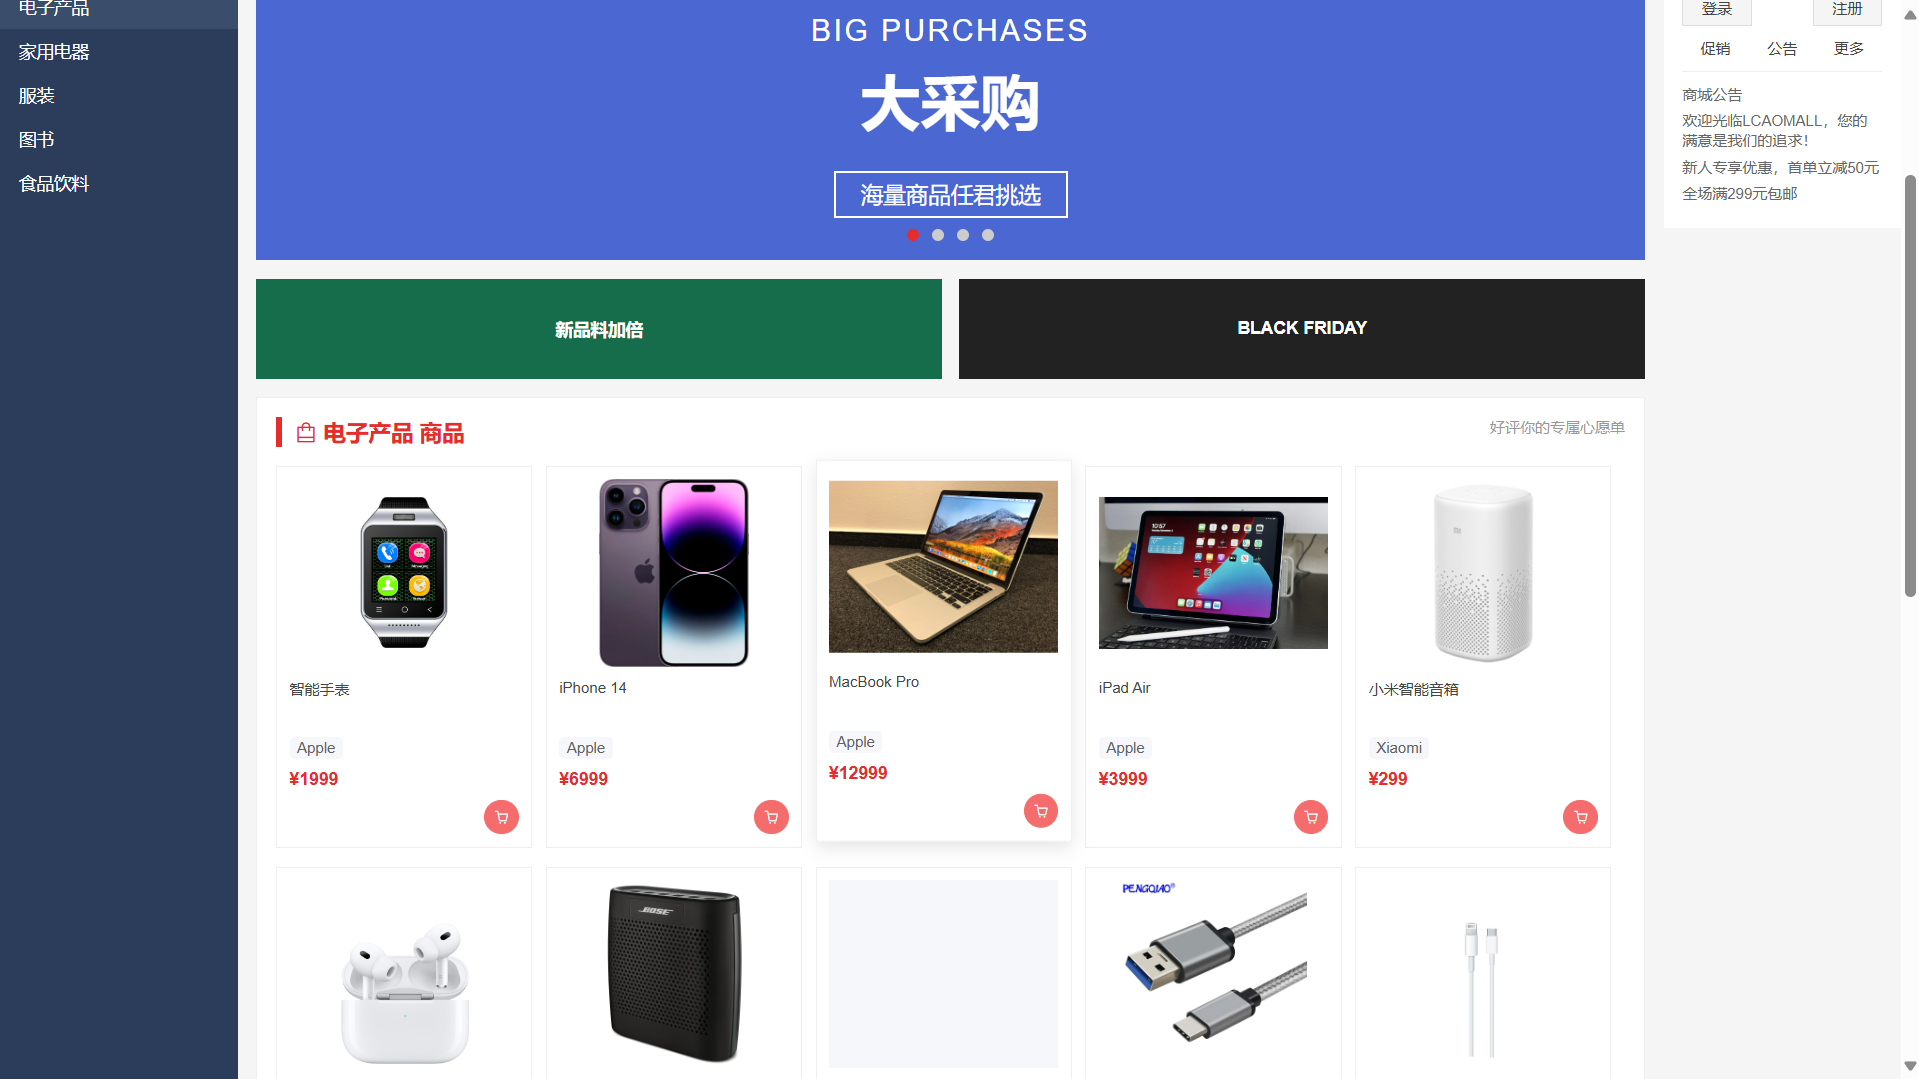 电子产品
家用电器
服装
图书
食品饮料
BIG PURCHASES
大采购
海量商品任君挑选
登录
注册
促销
公告
更多
商城公告
欢迎光临LCAOMALL，您的
满意是我们的追求！
新人专享优惠，首单立减50元
全场满299元包邮
新品料加倍
BLACK FRIDAY
电子产品 商品
好评你的专属心愿单
10:57
智能手表
Apple
¥1999
iPhone 14
Apple
¥6999
MacBook Pro
Apple
¥12999
iPad Air
Apple
¥3999
小米智能音箱
Xiaomi
¥299
BOSE
PENGQIAO®